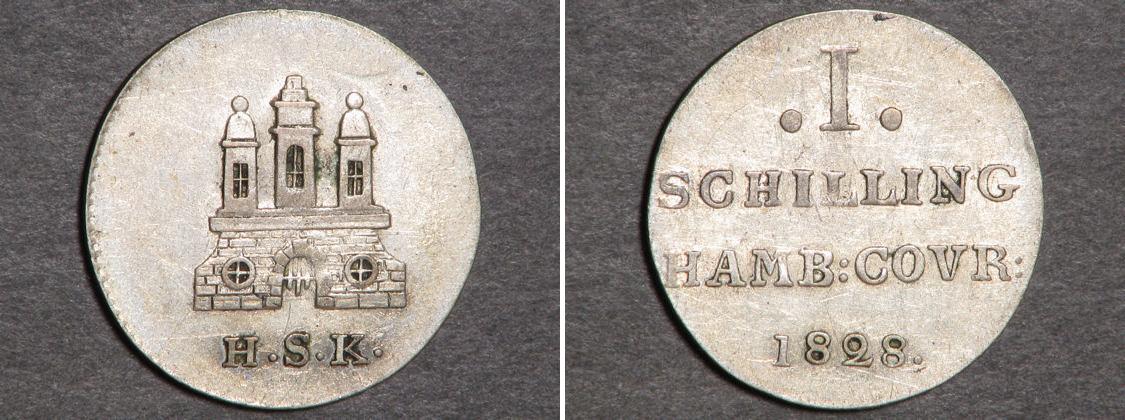 H.S.K.
.I.
SCHILLING
HAMB:COVR:
1828.